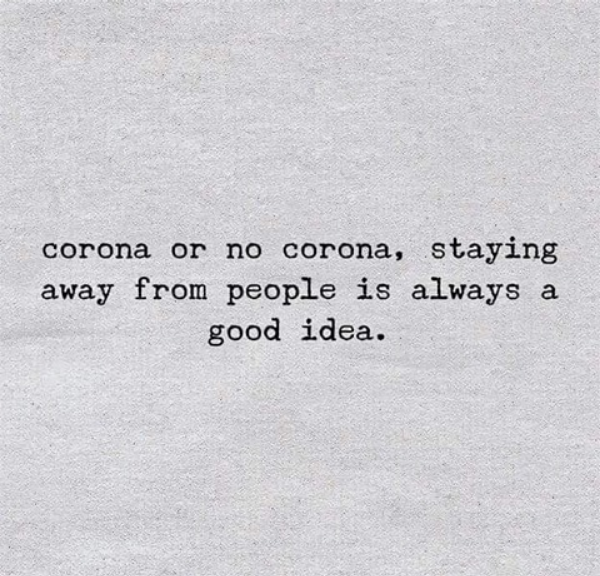 corona or no corona, staying
away from people is always a
good idea.